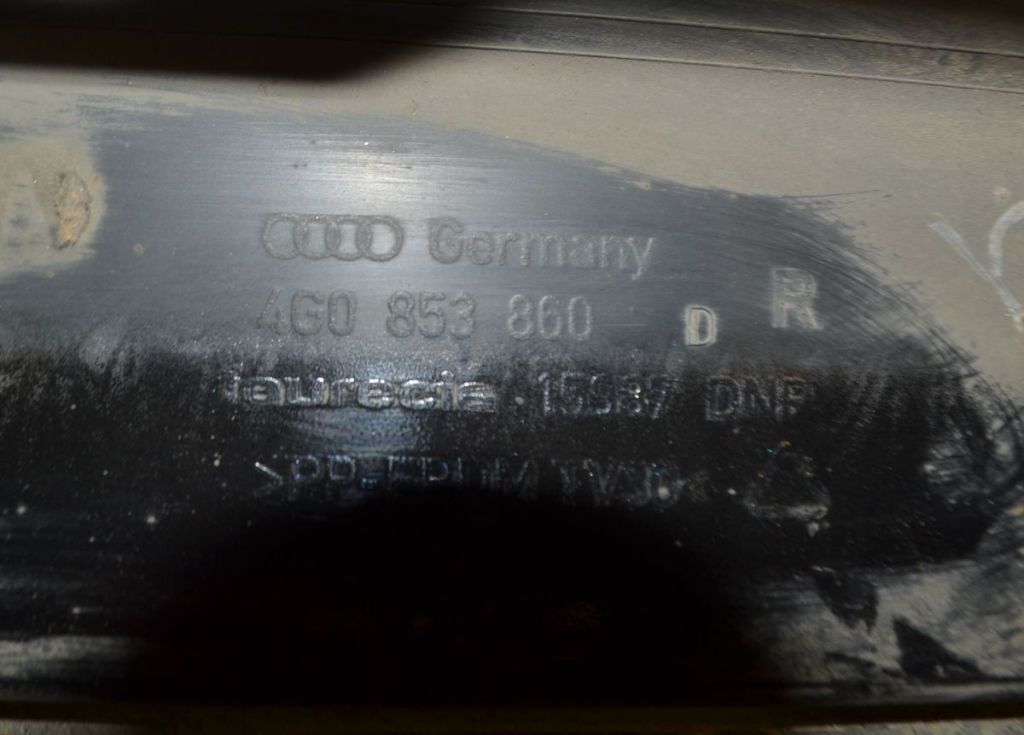 Germany
4G0 853 860 D R
faurecia · 15987 DNP